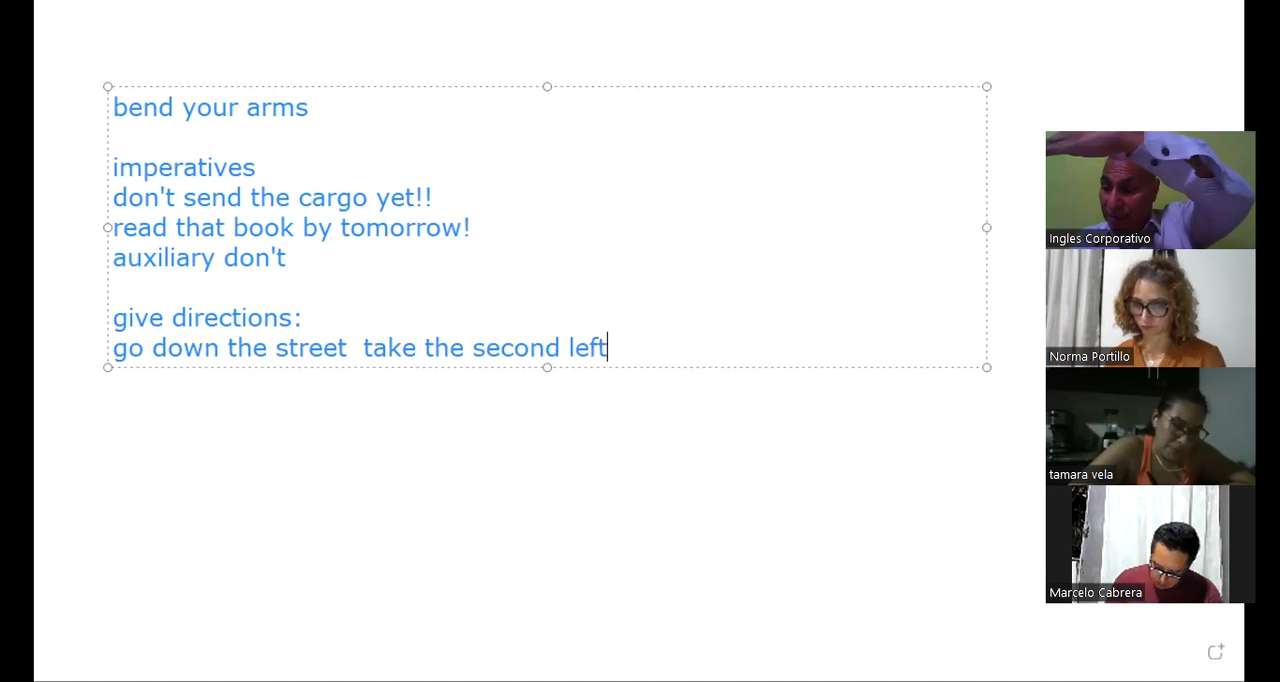 bend your arms
imperatives
don't send the cargo yet!!
read that book by tomorrow!
auxiliary don't
give directions:
go down the street  take the second left
Ingles Corporativo
Norma Portillo
tamara vela
Marcelo Cabrera